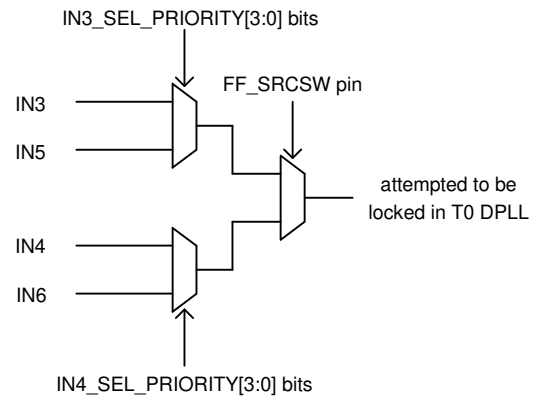 IN3_SEL_PRIORITY[3:0] bits
FF_SRCSW pin
IN3
IN5
attempted to be
locked in T0 DPLL
IN4
IN6
IN4_SEL_PRIORITY[3:0] bits